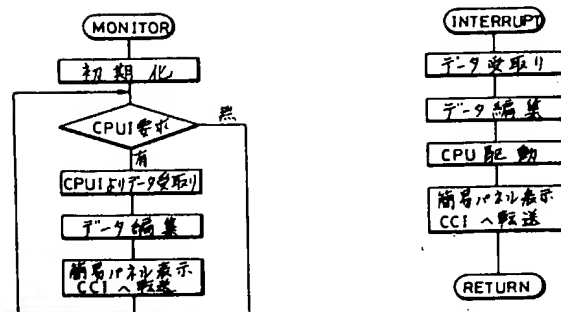 MONITOR
初期化
CPUI要求
無
有
CPUIよりデータ受取り
データ編集
簡易パネル表示
CCIへ転送
INTERRUPT
データ受取り
データ編集
CPU起動
簡易パネル表示
CCIへ転送
RETURN